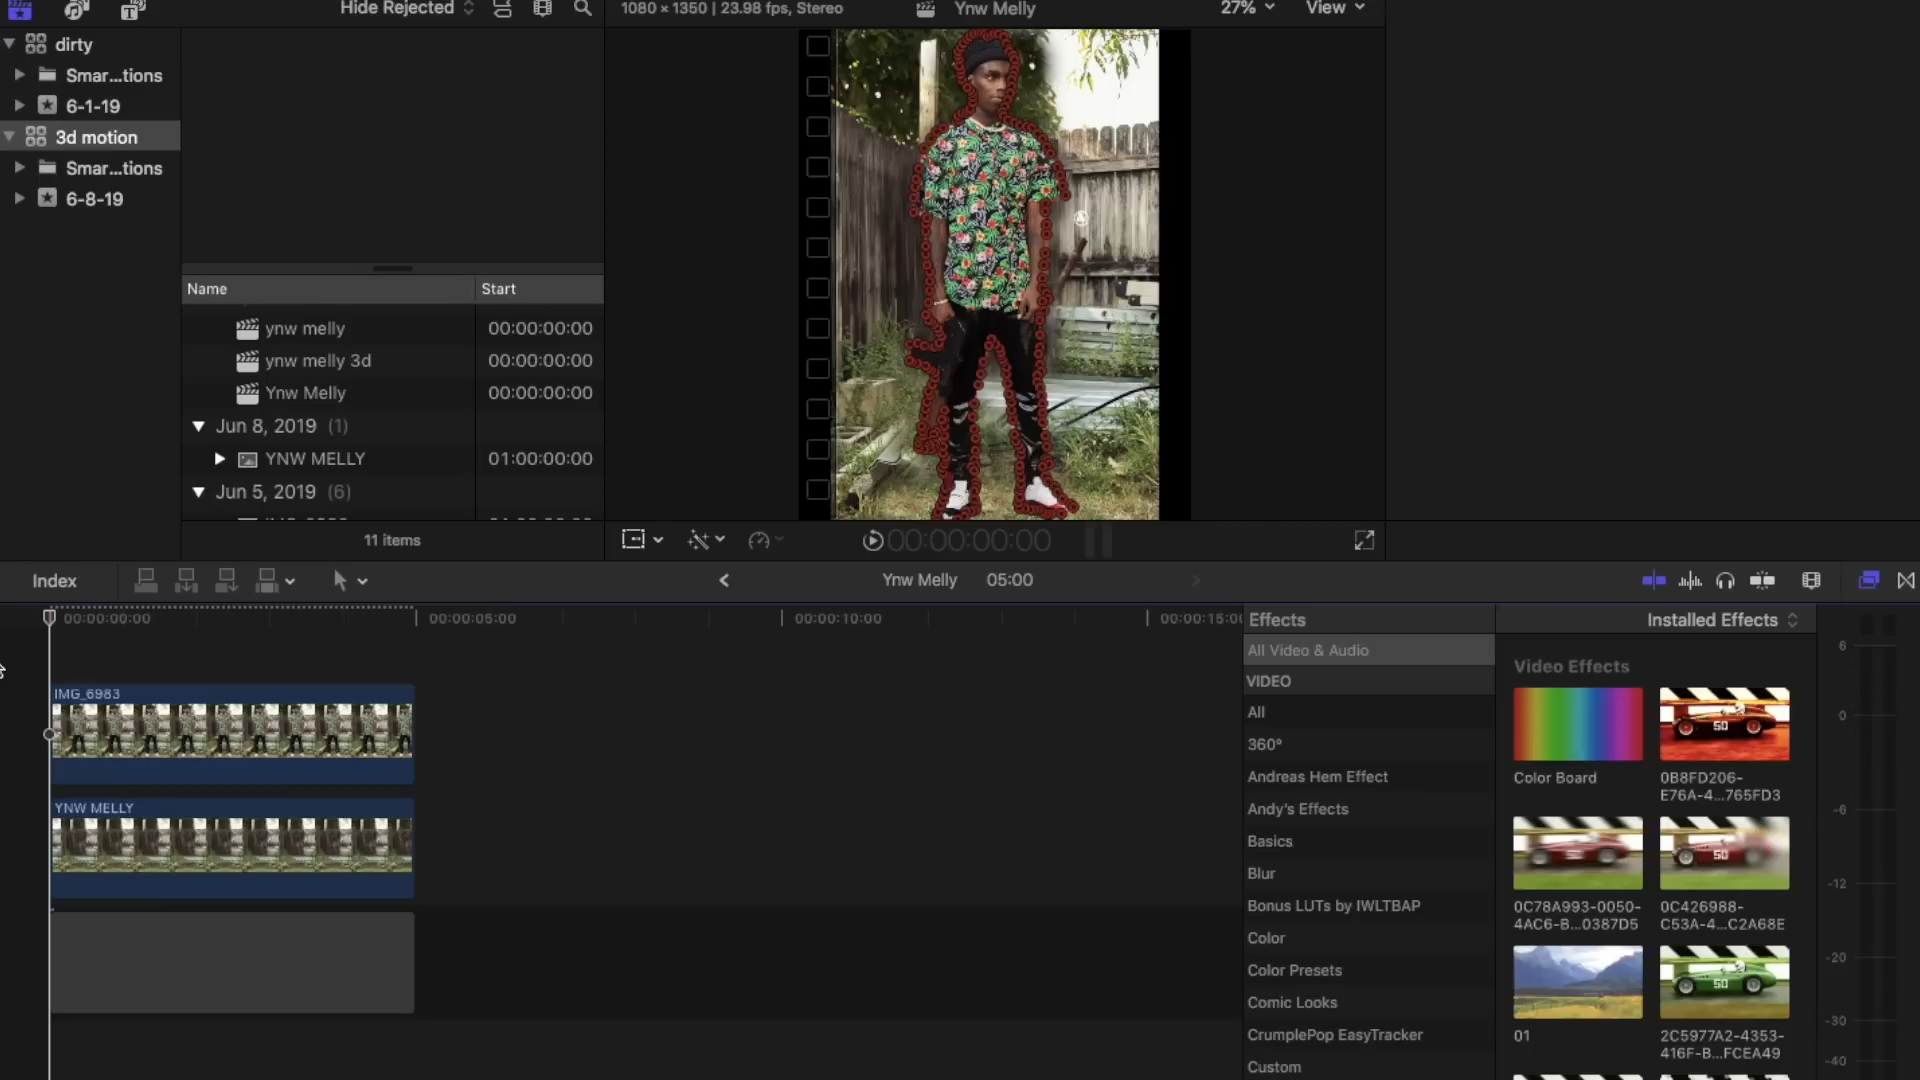 Hide Rejected
1080 × 1350 | 23.98 fps, Stereo
Ynw Melly
27%
View
dirty
Smar...tions
6-1-19
3d motion
Smar...tions
6-8-19
Name
Start
ynw melly
00:00:00:00
ynw melly 3d
00:00:00:00
Ynw Melly
00:00:00:00
Jun 8, 2019 (1)
YNW MELLY
01:00:00:00
Jun 5, 2019 (6)
11 items
00:00:00:00
Index
Ynw Melly
05:00
00:00:00:00
00:00:05:00
00:00:10:00
00:00:15:0
IMG_6983
YNW MELLY
Effects
Installed Effects
All Video & Audio
VIDEO
All
360°
Andreas Hem Effect
Andy's Effects
Basics
Blur
Bonus LUTs by IWLTBAP
Color
Color Presets
Comic Looks
CrumplePop EasyTracker
Custom
Video Effects
50
Color Board
0B8FD206-
E76A-4...765FD3
50
0C78A993-0050-
4AC6-B...0387D5
0C426988-
C53A-4...C2A68E
50
01
2C5977A2-4353-
416F-B...FCEA49
6
0
-6
-12
-20
-30
-40